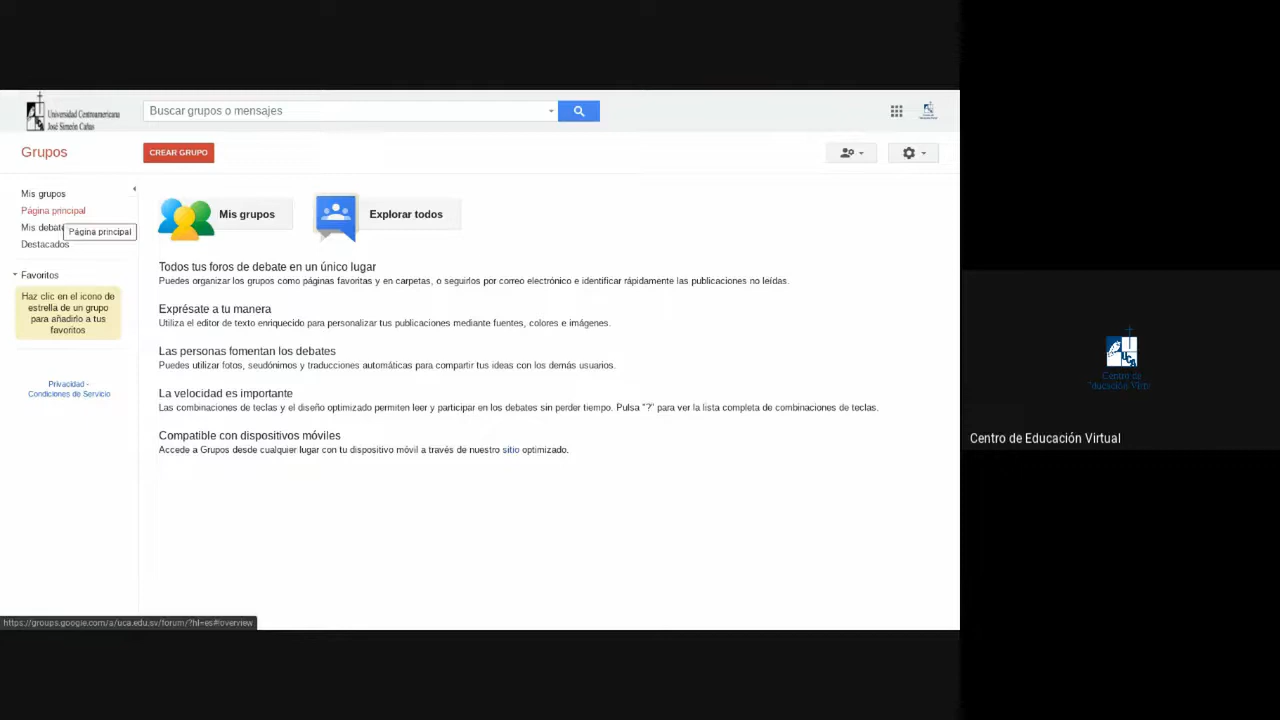 Universidad Centroamericana
José Simeón Cañas
Buscar grupos o mensajes
Grupos
CREAR GRUPO
Mis grupos
Página principal
Mis debat
Página principal
Destacados
Favoritos
Haz clic en el icono de
estrella de un grupo
para añadirlo a tus
favoritos
Privacidad -
Condiciones de Servicio
Mis grupos
Explorar todos
Todos tus foros de debate en un único lugar
Puedes organizar los grupos como páginas favoritas y en carpetas, o seguirlos por correo electrónico e identificar rápidamente las publicaciones no leídas.
Exprésate a tu manera
Utiliza el editor de texto enriquecido para personalizar tus publicaciones mediante fuentes, colores e imágenes.
Las personas fomentan los debates
Puedes utilizar fotos, seudónimos y traducciones automáticas para compartir tus ideas con los demás usuarios.
La velocidad es importante
Las combinaciones de teclas y el diseño optimizado permiten leer y participar en los debates sin perder tiempo. Pulsa "?" para ver la lista completa de combinaciones de teclas.
Compatible con dispositivos móviles
Accede a Grupos desde cualquier lugar con tu dispositivo móvil a través de nuestro sitio optimizado.
https://groups.google.com/a/uca.edu.sv/forum/?hl=es#!overview
UCA
Centro de
Centro de Educación Virtual